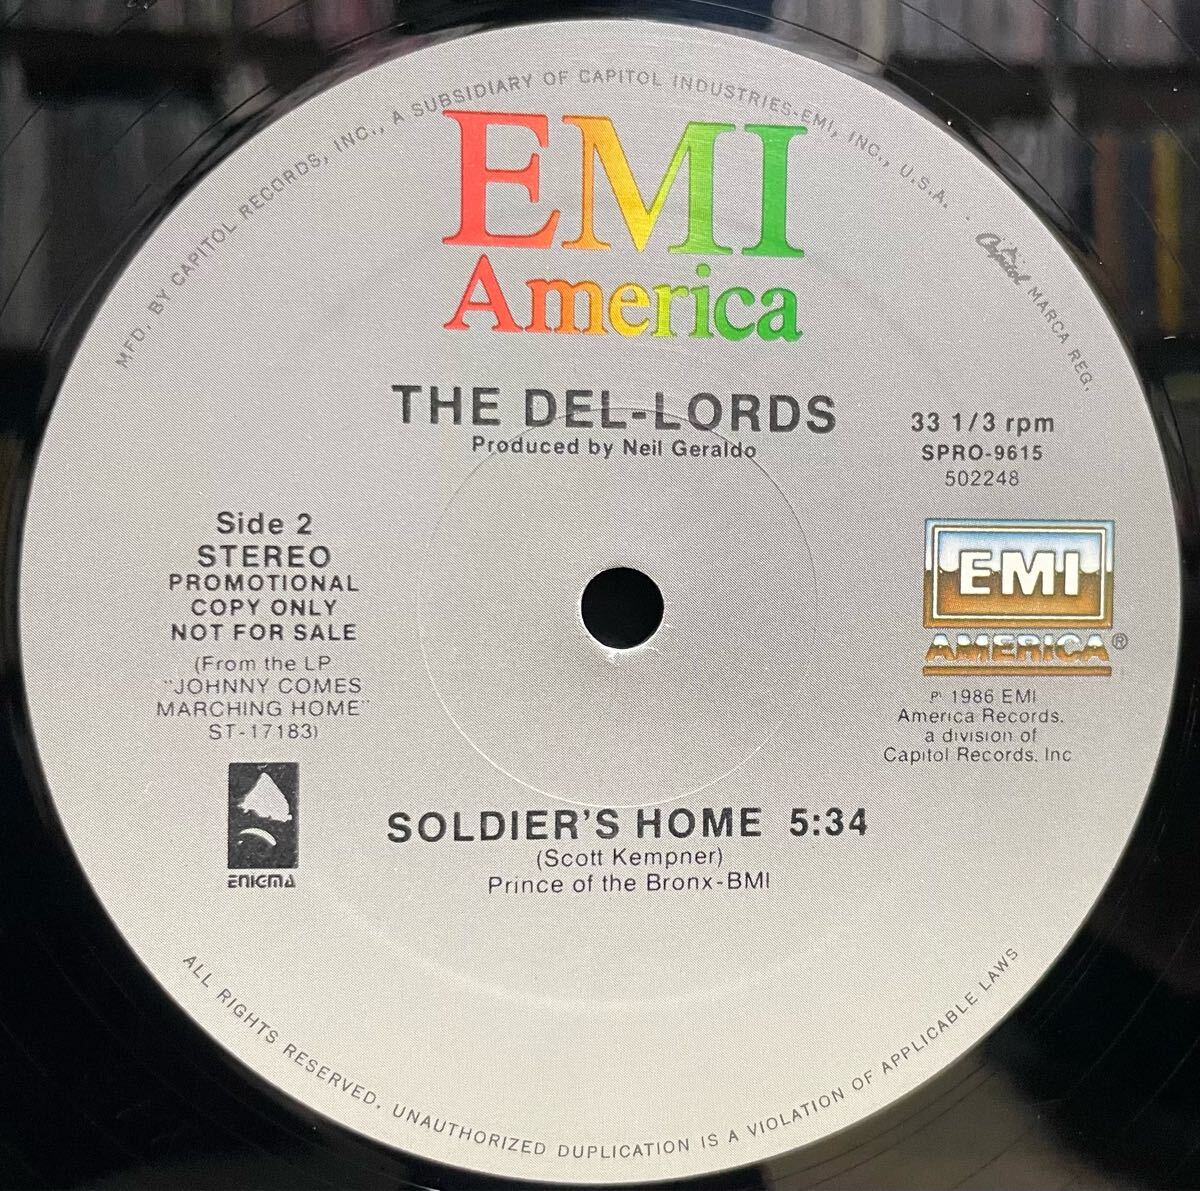 MFD. BY CAPITOL RECORDS, INC., A SUBSIDIARY OF CAPITOL INDUSTRIES-EMI, INC., U.S.A. · Capitol MARCA REG.
EMI
America
THE DEL-LORDS
Produced by Neil Geraldo
33 1/3 rpm
SPRO-9615
502248
Side 2
STEREO
PROMOTIONAL
COPY ONLY
NOT FOR SALE
(From the LP
"JOHNNY COMES
MARCHING HOME"
ST-17183)
ENIGMA
EMI
AMERICA®
℗ 1986 EMI
America Records,
a division of
Capitol Records, Inc
SOLDIER'S HOME 5:34
(Scott Kempner)
Prince of the Bronx-BMI
ALL RIGHTS RESERVED. UNAUTHORIZED DUPLICATION IS A VIOLATION OF APPLICABLE LAWS